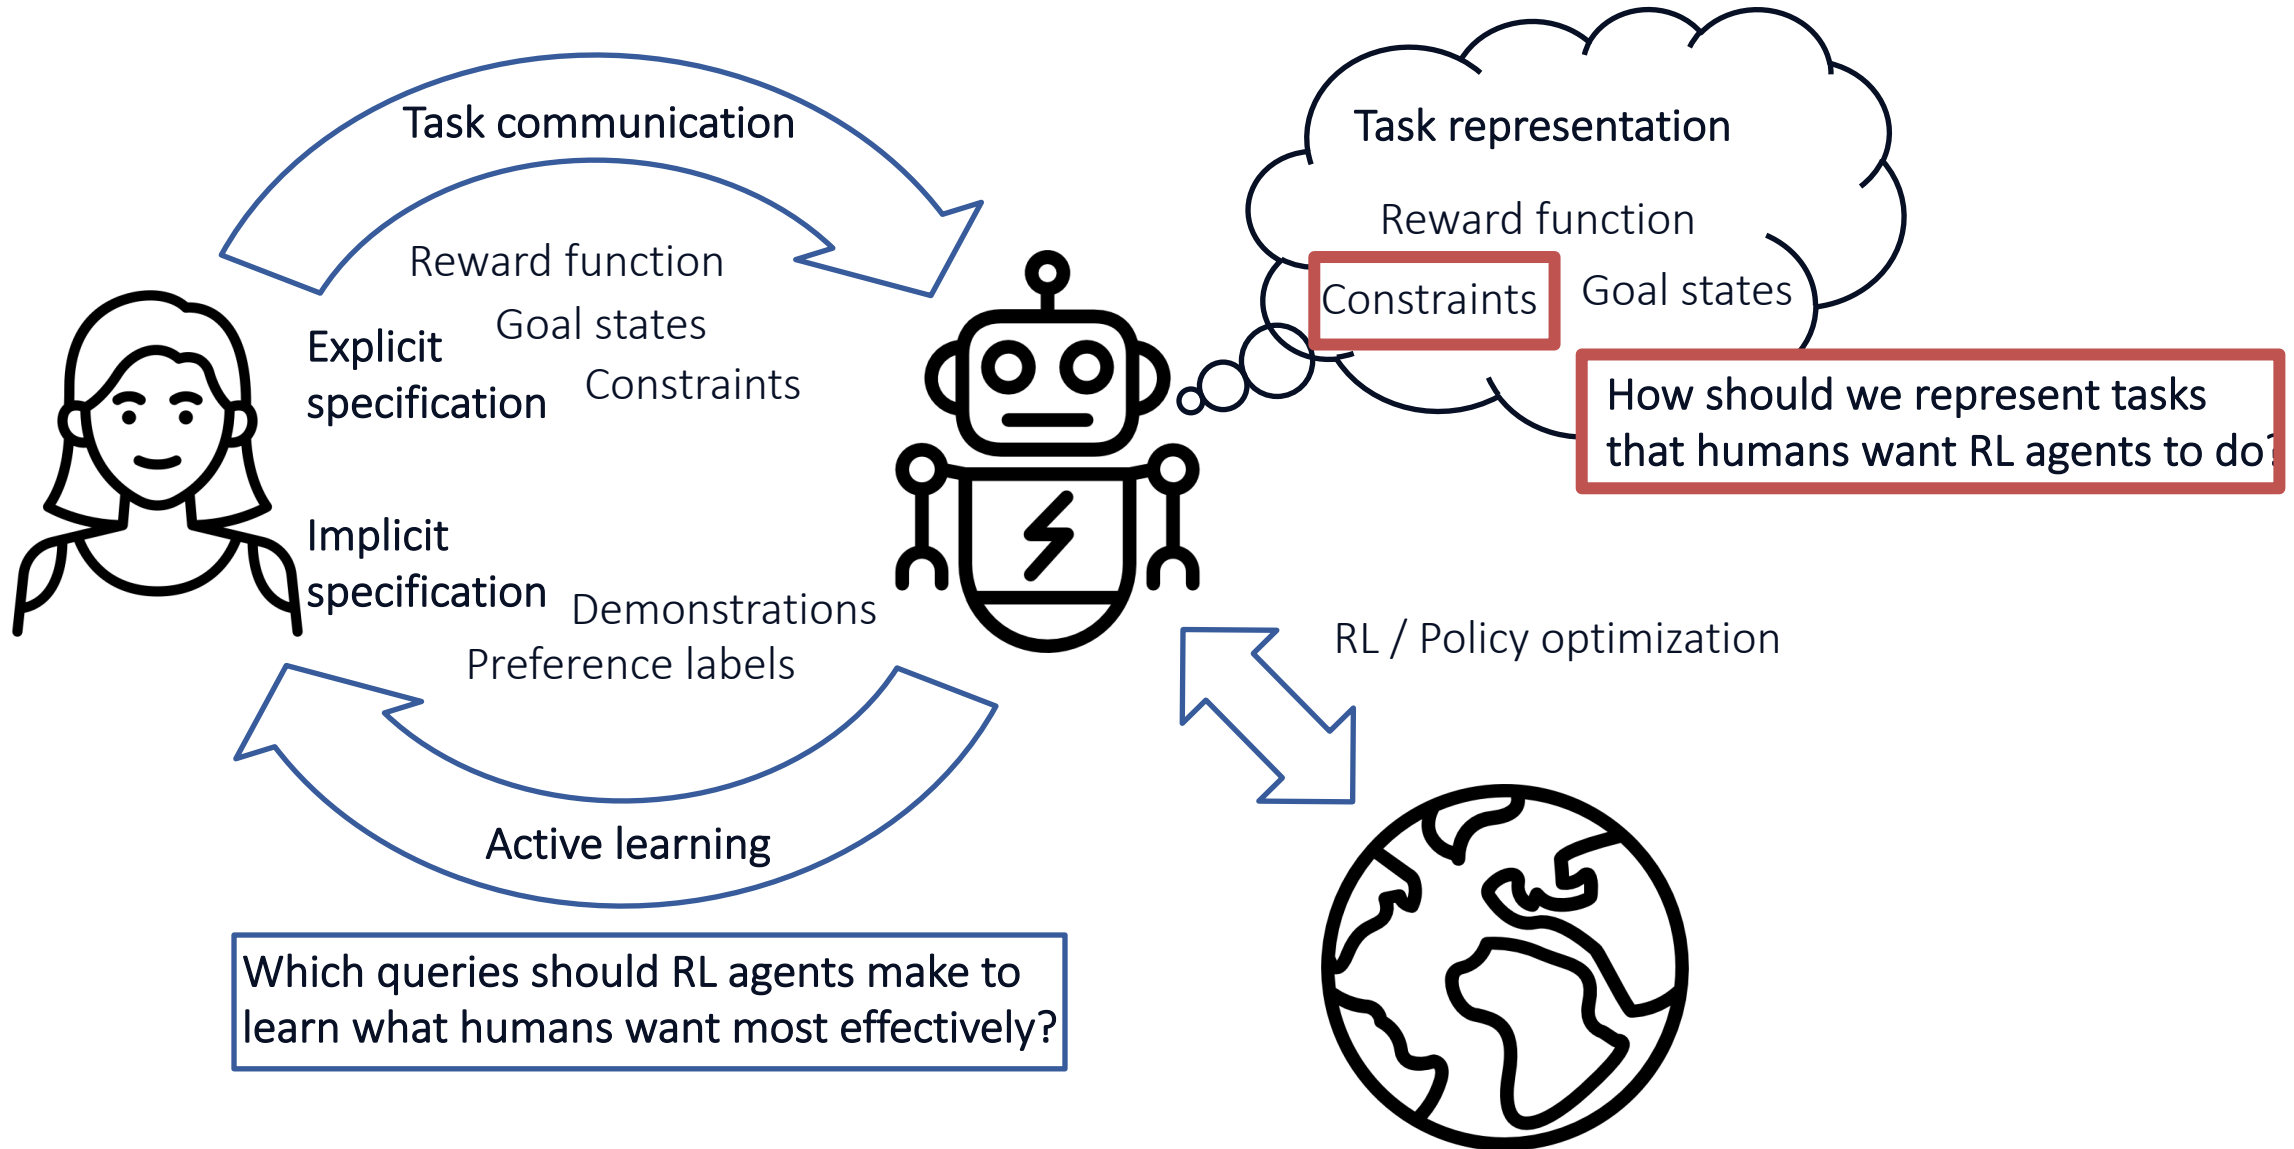 Task communication
Reward function
Goal states
Constraints
Explicit
specification
Implicit
specification
Demonstrations
Preference labels
Active learning
Which queries should RL agents make to
learn what humans want most effectively?
Task representation
Reward function
Constraints
Goal states
How should we represent tasks
that humans want RL agents to do?
RL / Policy optimization